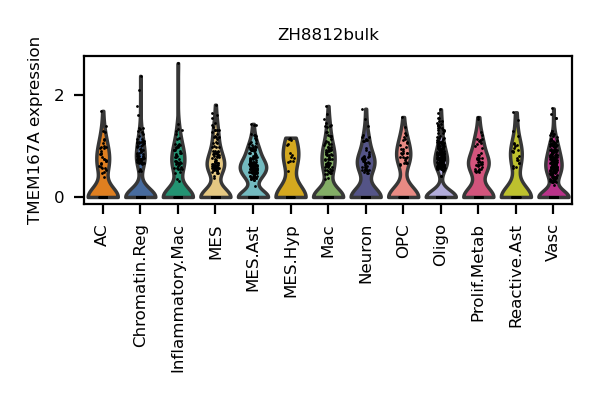 ZH8812bulk
TMEM167A expression
2
0
AC
Chromatin.Reg
Inflammatory.Mac
MES
MES.Ast
MES.Hyp
Mac
Neuron
OPC
Oligo
Prolif.Metab
Reactive.Ast
Vasc